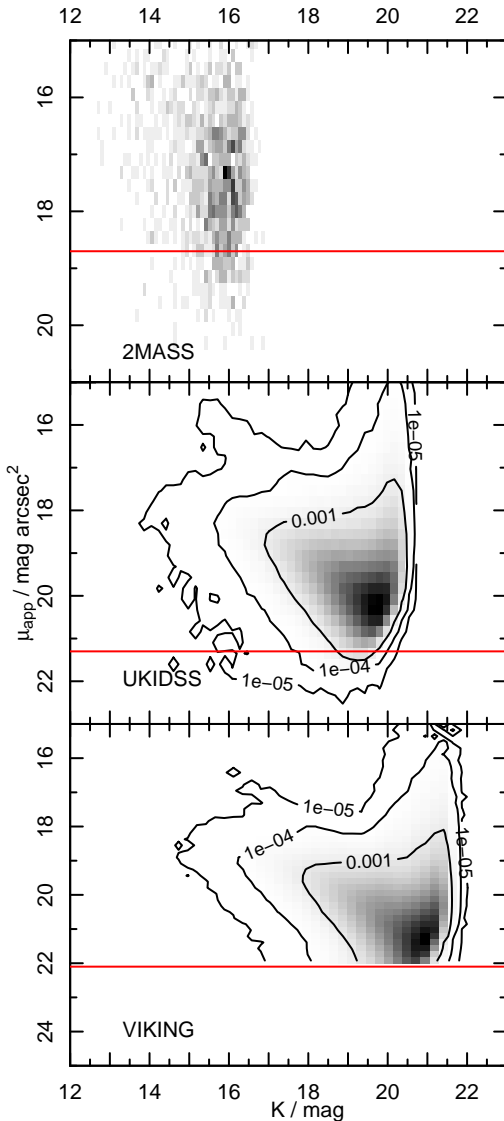 12 14 16 18 20 22
16
18
20
2MASS
1e−05
0.001
16
18
20
22
1e−04
UKIDSS
1e−05
μapp / mag arcsec²
1e−05
1e−04
0.001
1e−05
16
18
20
22
24
VIKING
12 14 16 18 20 22
K / mag